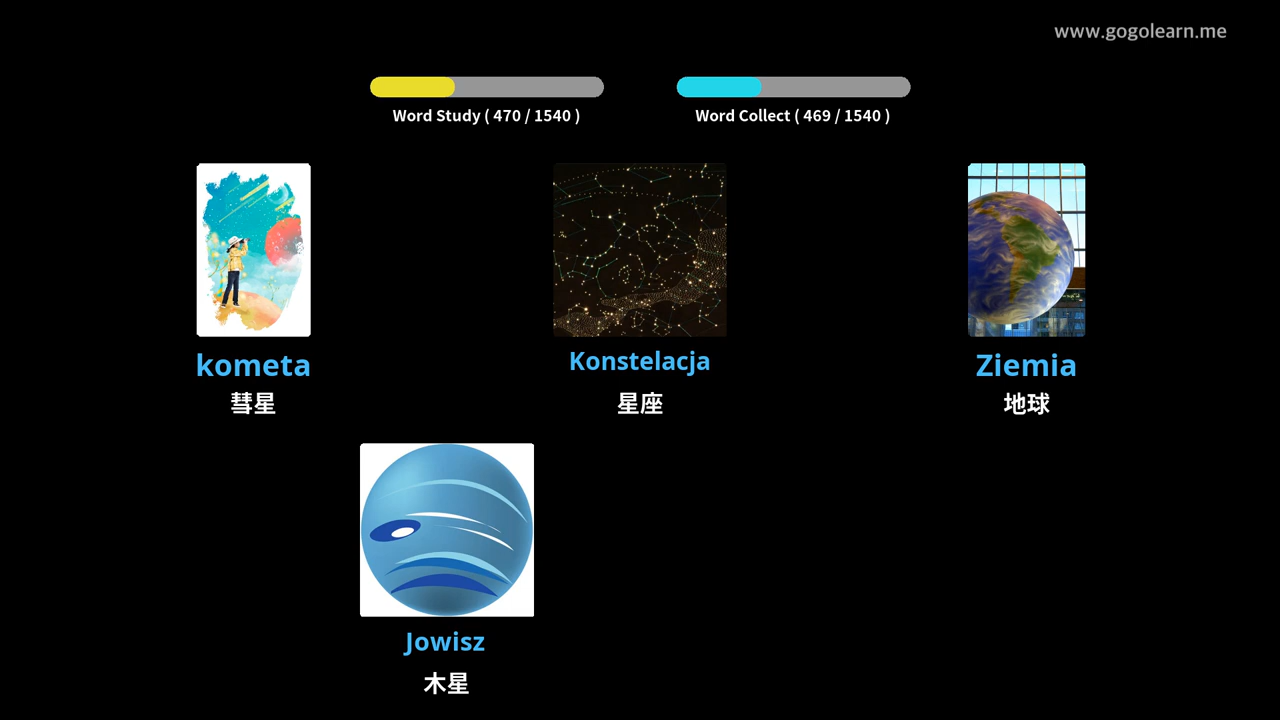 www.gogolearn.me
Word Study ( 470 / 1540 )
Word Collect ( 469 / 1540 )
kometa
彗星
Konstelacja
星座
Ziemia
地球
Jowisz
木星